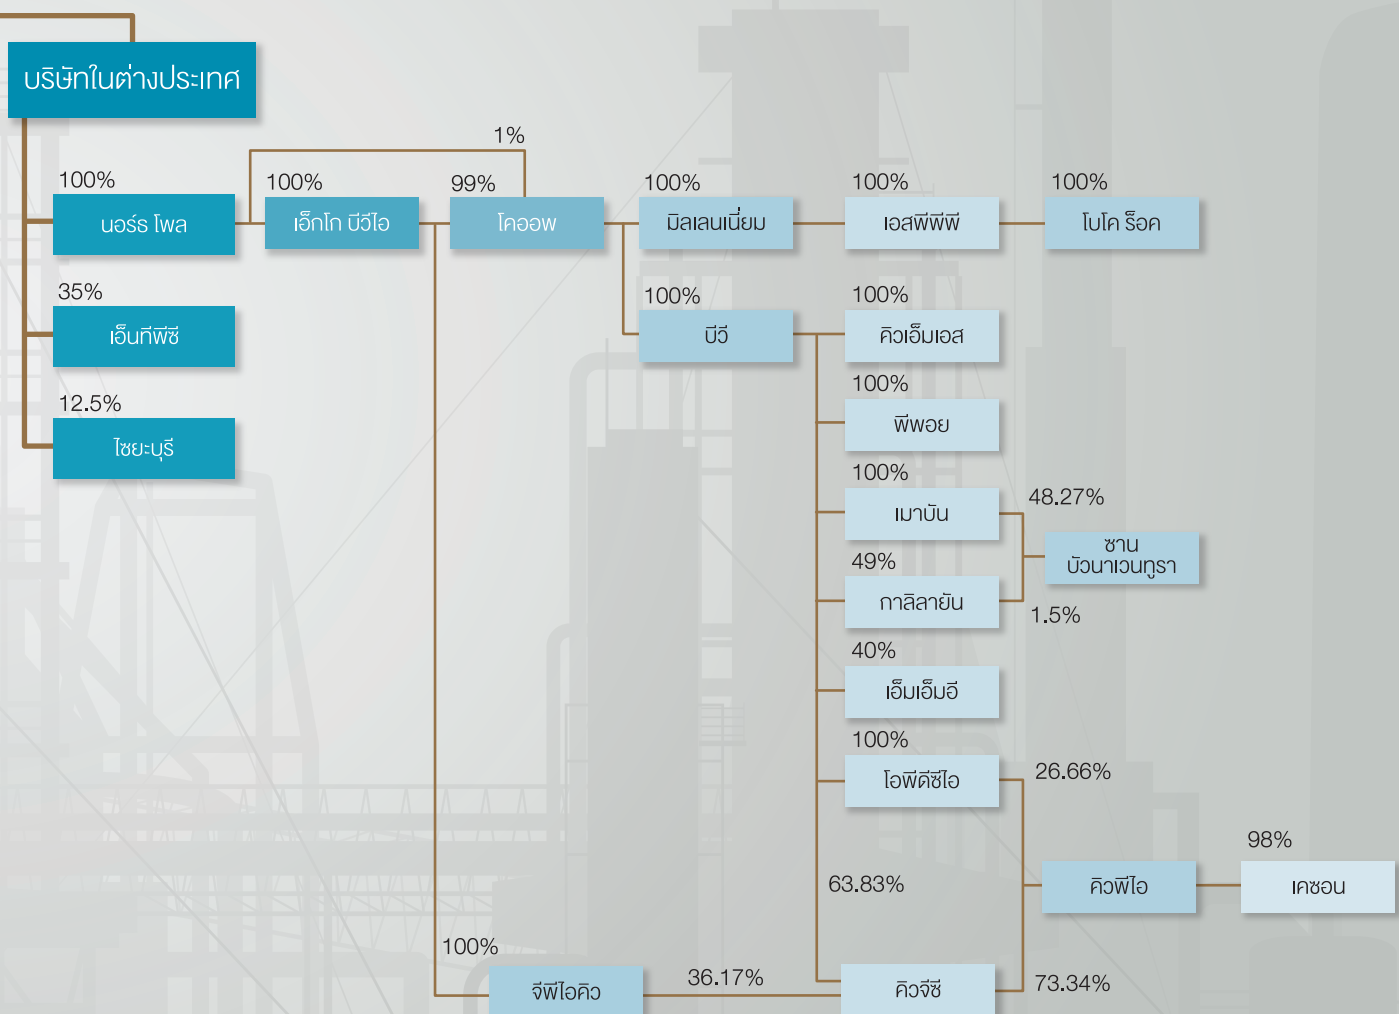 บริษัทในต่างประเทศ
1%
100%
นอร์ธ โพล
100%
เอ็กโก บีวีไอ
99%
โคออพ
100%
มิลเลนเนี่ยม
100%
เอสพีพีพี
100%
โบโค ร็อค
35%
เอ็นทีพีซี
100%
บีวี
100%
คิวเอ็มเอส
12.5%
ไซยะบุรี
100%
พีพอย
100%
เมาบัน
48.27%
ซาน
บัวนาเวนทูรา
49%
กาลิลายัน
1.5%
40%
เอ็มเอ็มอี
100%
โอพีดีซีไอ
26.66%
63.83%
คิวพีไอ
98%
เคซอน
100%
จีพีไอคิว
36.17%
คิวจีซี
73.34%